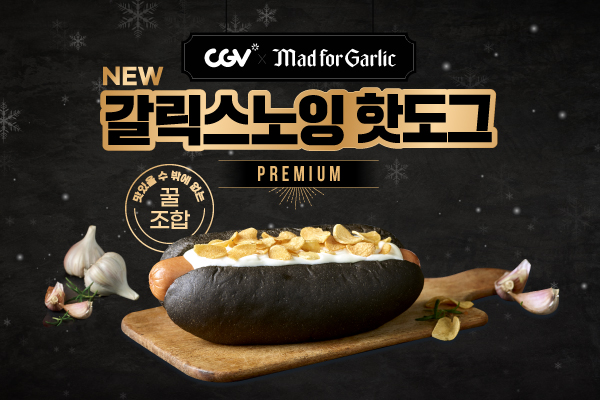 CGV × Mad for Garlic
NEW
갈릭스노잉 핫도그
PREMIUM
맛있을 수 밖에 없는
꿀
조합